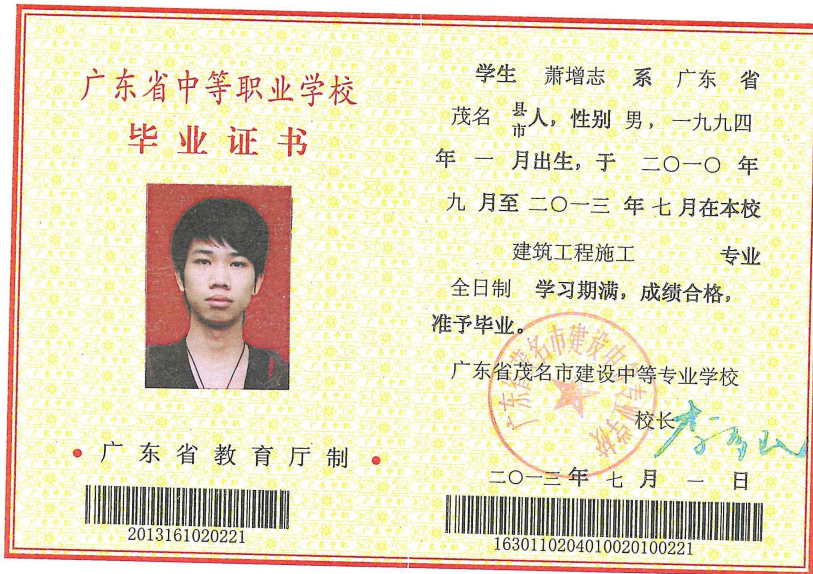 广东省中等职业学校
毕业证书
广东省教育厅制
2013161020221
学生 萧增志 系 广东 省
茂名 县市人，性别 男，一九九四
年 一 月出生，于 二〇一〇 年
九 月至 二〇一三 年 七 月在本校
建筑工程施工 专业
全日制 学习期满，成绩合格，
准予毕业。
广东省茂名市建设中等专业学校
校长
二〇一三年 七 月 一 日
1630110204010020100221